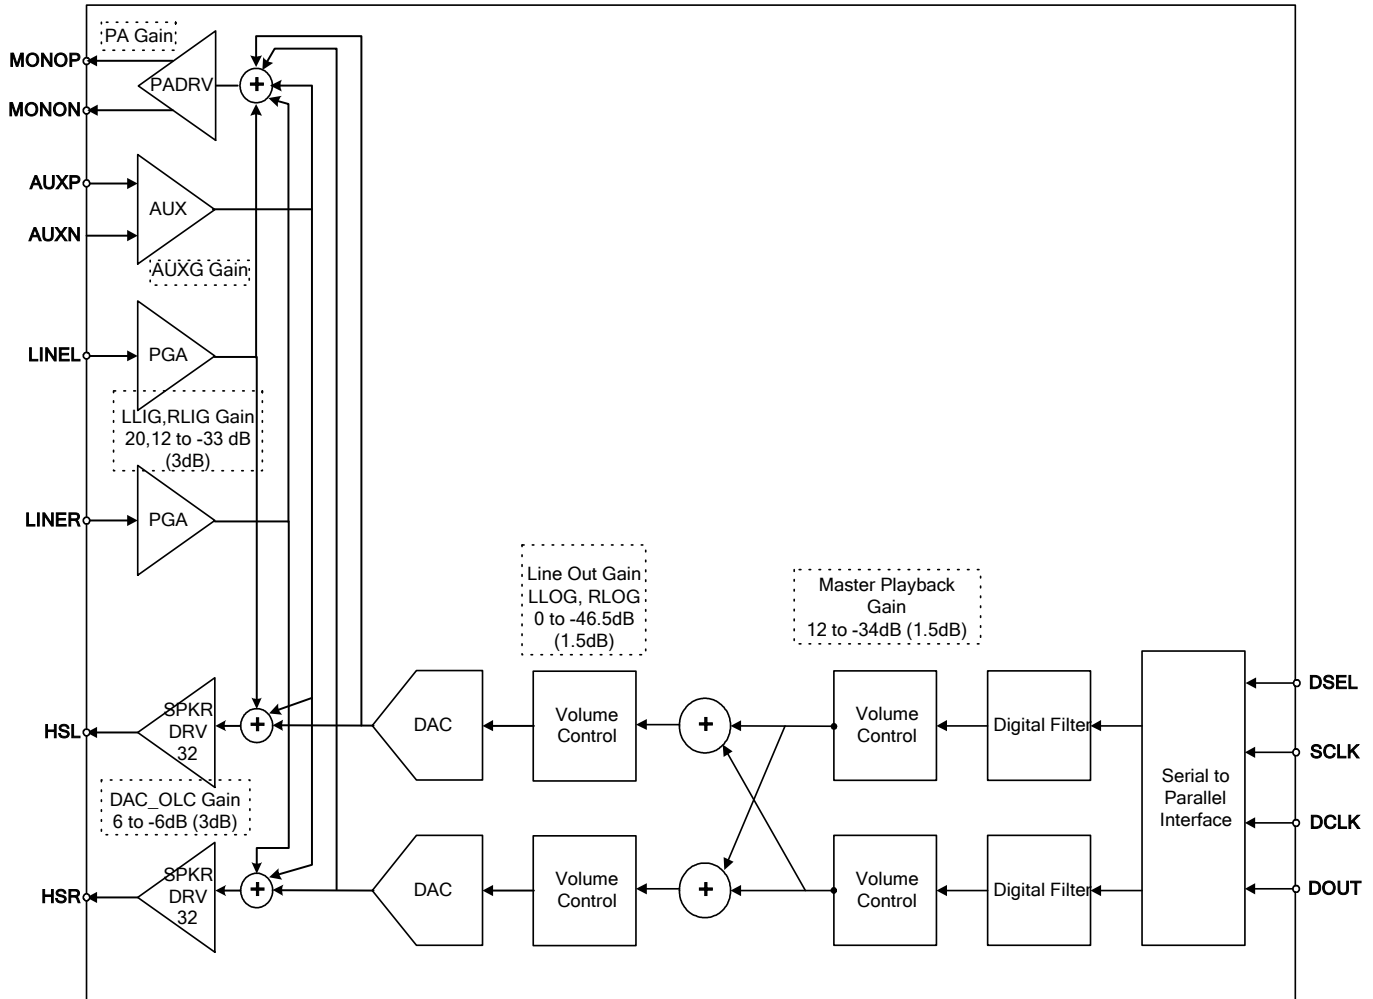 PA Gain
MONOP
PADRV
+
MONON
AUXP
AUX
AUXN
AUXG Gain
LINEL
PGA
LLIG,RLIG Gain
20,12 to -33 dB
(3dB)
LINER
PGA
Line Out Gain
LLOG, RLOG
0 to -46.5dB
(1.5dB)
Master Playback
Gain
12 to -34dB (1.5dB)
HSL
SPKR
DRV
32
+
DAC
Volume
Control
+
Volume
Control
Digital Filter
Serial to
Parallel
Interface
DSEL
SCLK
DCLK
DOUT
DAC_OLC Gain
6 to -6dB (3dB)
HSR
SPKR
DRV
32
+
DAC
Volume
Control
+
Volume
Control
Digital Filter